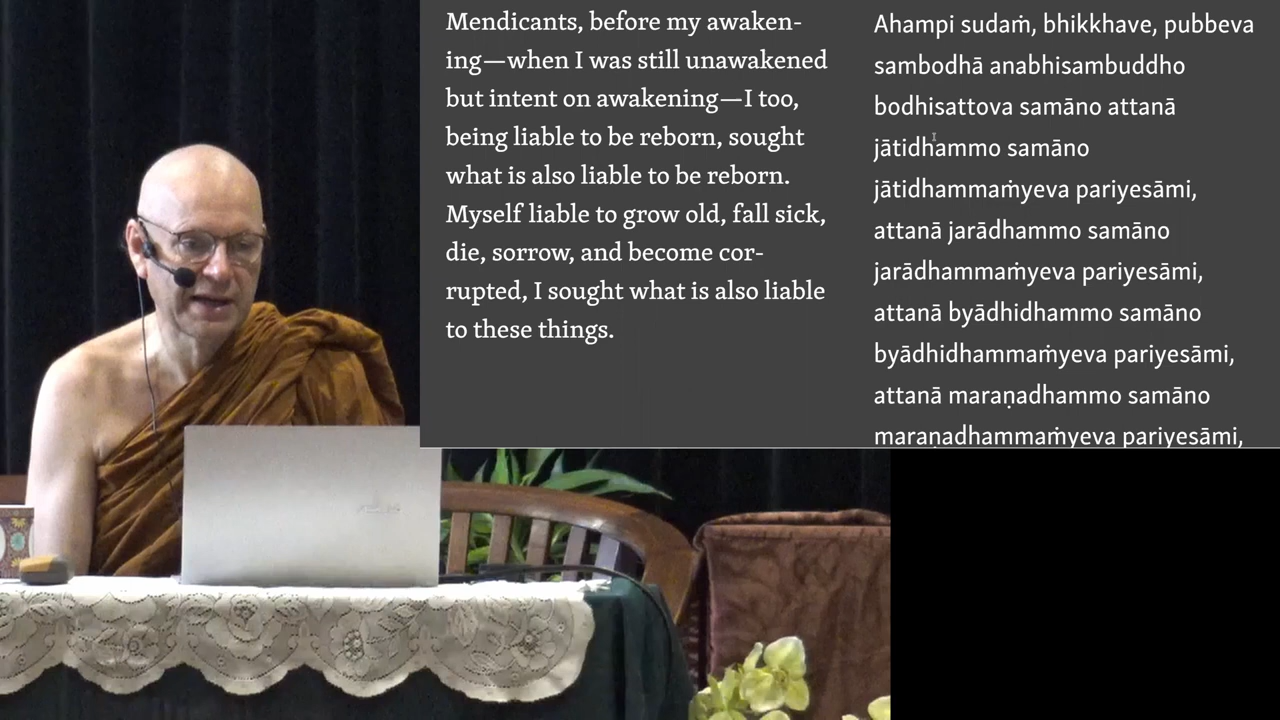 Mendicants, before my awaken-
ing—when I was still unawakened
but intent on awakening—I too,
being liable to be reborn, sought
what is also liable to be reborn.
Myself liable to grow old, fall sick,
die, sorrow, and become cor-
rupted, I sought what is also liable
to these things.
Ahampi sudaṁ, bhikkhave, pubbeva
sambodhā anabhisambuddho
bodhisattova samāno attanā
jātidhammo samāno
jātidhammaṁyeva pariyesāmi,
attanā jarādhammo samāno
jarādhammaṁyeva pariyesāmi,
attanā byādhidhammo samāno
byādhidhammaṁyeva pariyesāmi,
attanā maraṇadhammo samāno
maraṇadhammaṁyeva pariyesāmi,